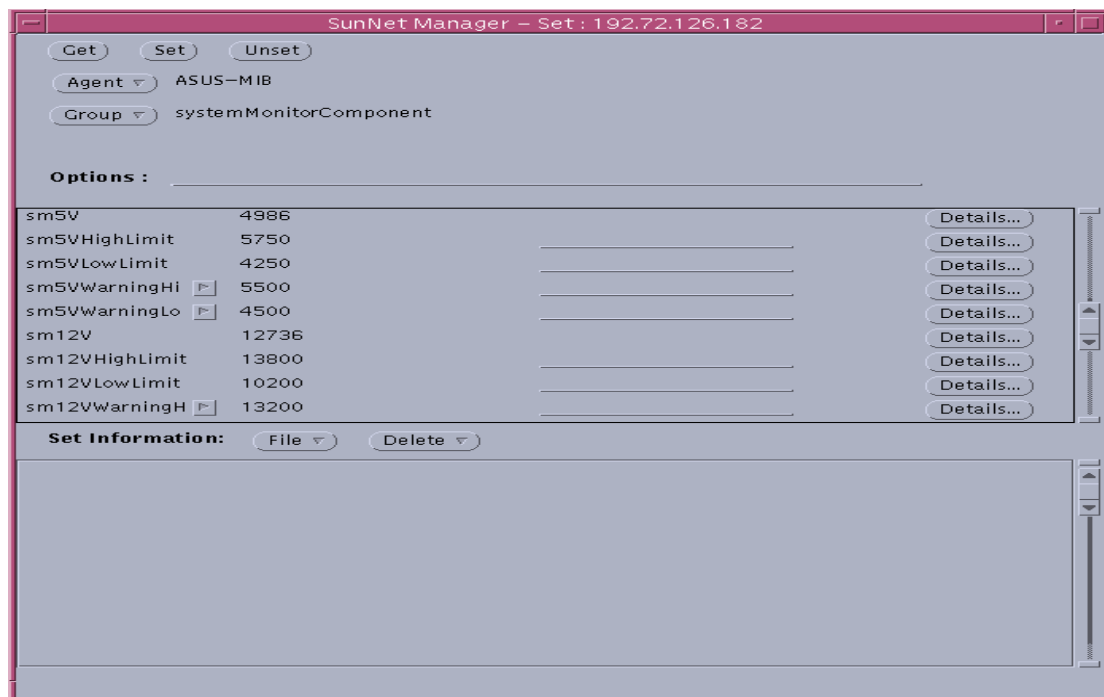 SunNet Manager – Set : 192.72.126.182
Get Set Unset
Agent ASUS–MIB
Group systemMonitorComponent
Options :
sm5V 4986 Details...
sm5VHighLimit 5750 Details...
sm5VLowLimit 4250 Details...
sm5VWarningHi 5500 Details...
sm5VWarningLo 4500 Details...
sm12V 12736 Details...
sm12VHighLimit 13800 Details...
sm12VLowLimit 10200 Details...
sm12VWarningH 13200 Details...
Set Information: File Delete